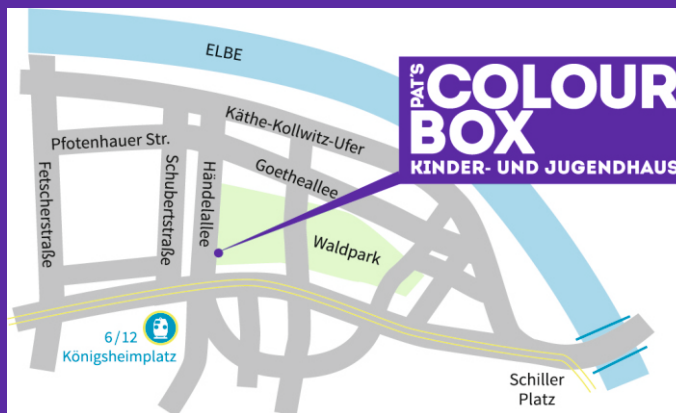 ELBE
PAT'S
COLOUR
BOX
KINDER- UND JUGENDHAUS
Käthe-Kollwitz-Ufer
Pfotenhauer Str.
Goetheallee
Fetscherstraße
Schubertstraße
Händelallee
Waldpark
6/12
Königsheimplatz
Schiller
Platz